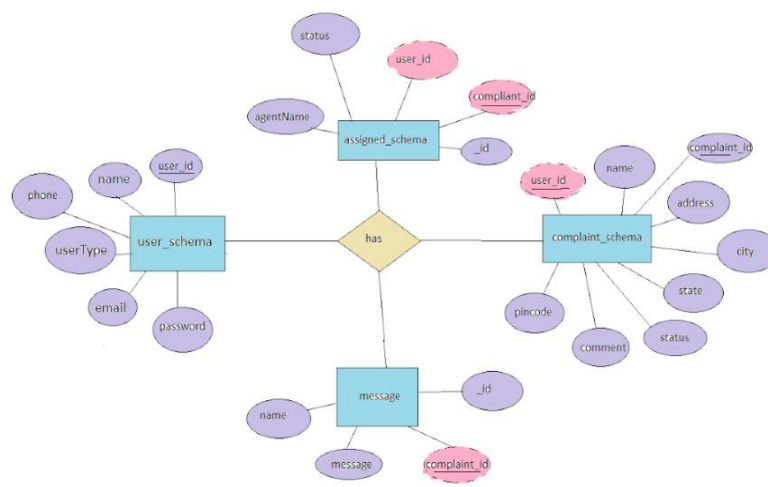 status
user_id
compliant_id
agentName
assigned_schema
_id
user_id
name
complaint_id
name
user_id
phone
address
user_schema
has
complaint_schema
userType
city
email
password
pincode
state
status
comment
message
_id
name
message
complaint_id